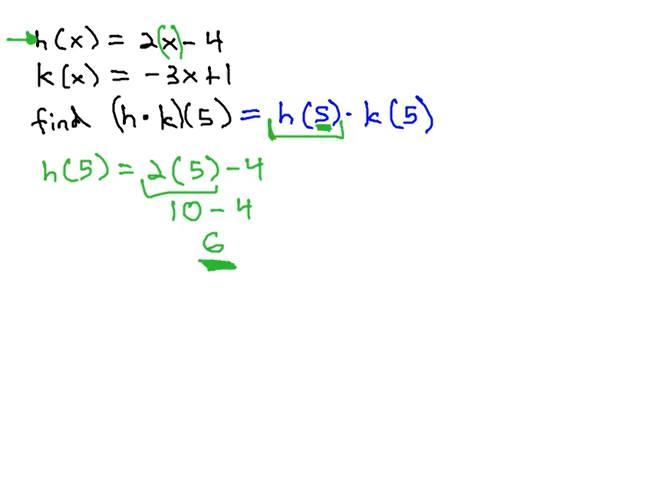 h(x) = 2(x) - 4
k(x) = -3x+1
find (h·k)(5) = h(5)·k(5)
h(5) = 2(5) - 4
10 - 4
6